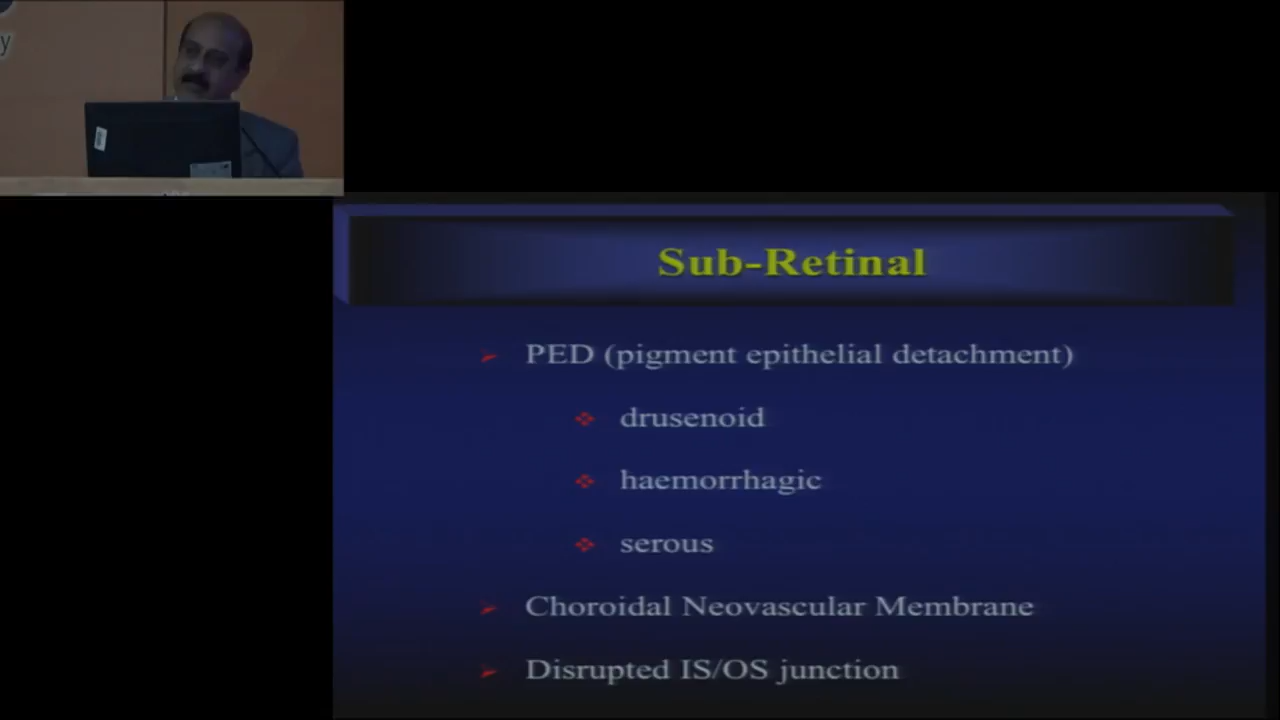 Sub-Retinal
PED (pigment epithelial detachment)
drusenoid
haemorrhagic
serous
Choroidal Neovascular Membrane
Disrupted IS/OS junction